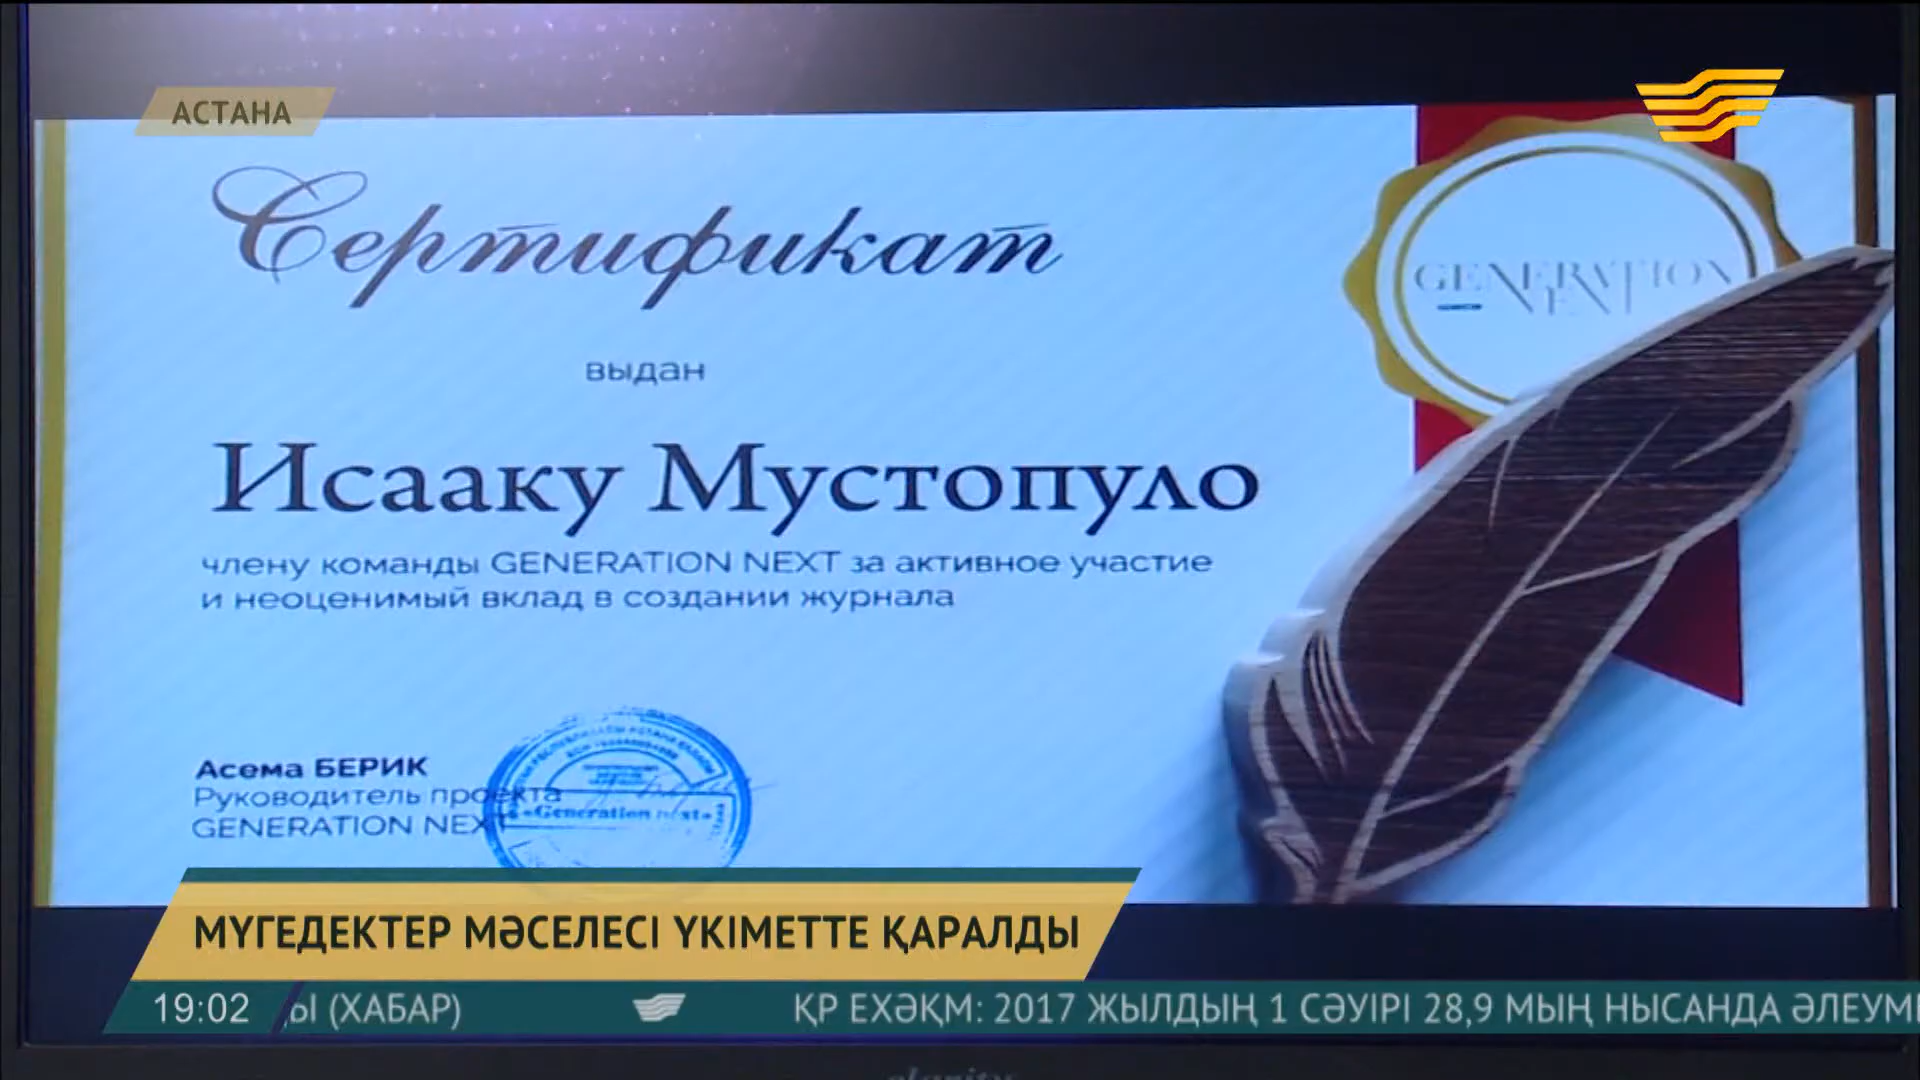 АСТАНА
Сертификат
GENERATION
NEXT
выдан
Исааку Мустопуло
члену команды GENERATION NEXT за активное участие
и неоценимый вклад в создании журнала
Асема БЕРИК
Руководитель проекта
GENERATION NEXT
«Generation next»
МҮГЕДЕКТЕР МӘСЕЛЕСІ ҮКІМЕТТЕ ҚАРАЛДЫ
19:02 Ы (ХАБАР) ҚР ЕХӘҚМ: 2017 ЖЫЛДЫҢ 1 СӘУІРІ 28,9 МЫҢ НЫСАНДА ӘЛЕУМ